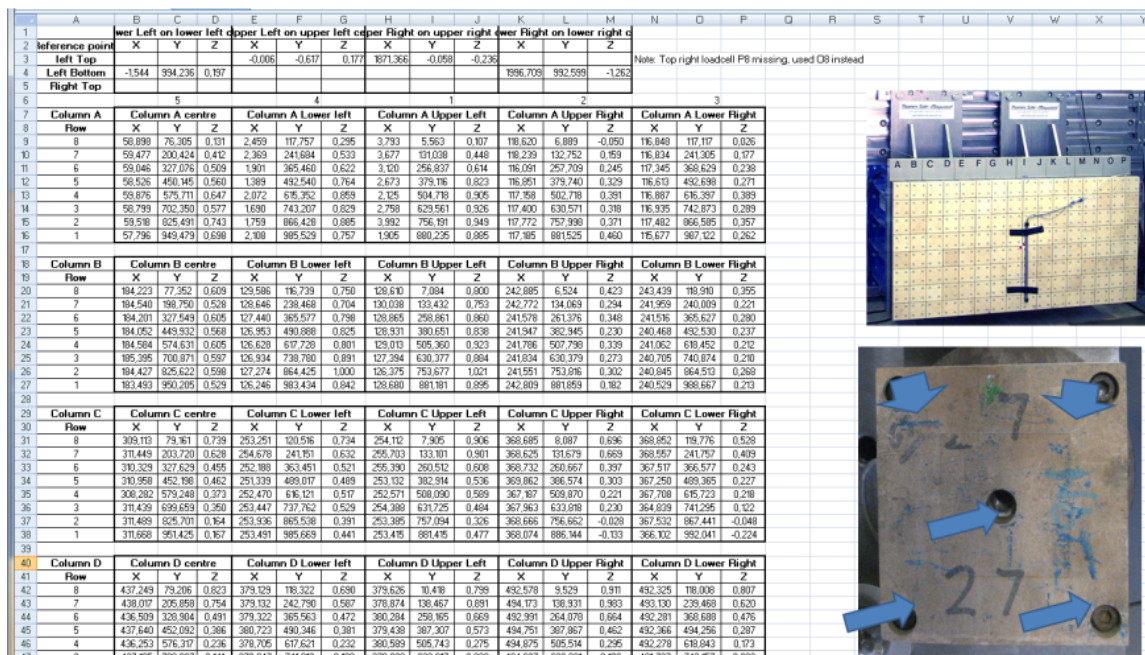 A B C D E F G H I J K L M N O P Q R S T U V W X Y
1 wer Left on lower left c pper Left on upper left ce per Right on upper right c wer Right on lower right c
2 Reference point X Y Z X Y Z X Y Z X Y Z
3 left Top -0,006 -0,617 0,177 1871,366 -0,058 -0,236 Note: Top right loadcell P8 missing, used O8 instead
4 Left Bottom -1,544 994,236 0,197 1996,709 992,599 -1,262
5 Right Top
6 5 4 1 2 3
7 Column A Column A centre Column A Lower left Column A Upper Left Column A Upper Right Column A Lower Right
8 Row X Y Z X Y Z X Y Z X Y Z X Y Z
9 8 58,898 76,305 0,131 2,459 117,757 0,295 3,793 5,563 0,107 118,620 6,889 -0,050 116,848 117,117 0,026
10 7 59,477 200,424 0,412 2,369 241,684 0,533 3,677 131,038 0,448 118,239 132,752 0,159 116,834 241,305 0,177
11 6 59,046 327,076 0,509 1,901 365,460 0,622 3,120 256,837 0,614 116,091 257,709 0,245 117,345 368,629 0,238
12 5 58,526 450,145 0,560 1,389 492,540 0,764 2,673 379,116 0,823 116,851 379,740 0,329 116,613 492,698 0,271
13 4 59,876 575,711 0,647 2,072 615,352 0,859 2,125 504,718 0,905 117,158 502,718 0,391 116,887 616,397 0,389
14 3 58,799 702,350 0,577 1,690 743,207 0,829 2,758 629,561 0,926 117,400 630,571 0,318 116,935 742,873 0,289
15 2 59,518 825,491 0,743 1,759 866,428 0,885 3,992 756,191 0,949 117,772 757,998 0,371 117,482 866,585 0,357
16 1 57,796 949,479 0,698 2,108 985,529 0,757 1,905 880,235 0,885 117,185 881,525 0,460 115,677 987,122 0,262
17
18 Column B Column B centre Column B Lower left Column B Upper Left Column B Upper Right Column B Lower Right
19 Row X Y Z X Y Z X Y Z X Y Z X Y Z
20 8 184,223 77,352 0,609 129,586 116,739 0,750 128,610 7,084 0,800 242,885 6,524 0,423 243,439 118,910 0,355
21 7 184,540 198,750 0,528 128,646 238,468 0,704 130,038 133,432 0,753 242,772 134,069 0,294 241,959 240,009 0,221
22 6 184,201 327,549 0,605 127,440 365,577 0,798 128,865 258,861 0,860 241,578 261,376 0,348 241,516 365,627 0,280
23 5 184,052 449,932 0,568 126,953 490,888 0,825 128,931 380,651 0,838 241,947 382,945 0,230 240,468 492,530 0,237
24 4 184,584 574,631 0,605 126,628 617,728 0,801 129,013 505,360 0,923 241,786 507,798 0,339 241,062 618,452 0,212
25 3 185,395 700,871 0,597 126,934 738,780 0,891 127,394 630,377 0,884 241,834 630,379 0,273 240,705 740,874 0,210
26 2 184,427 825,622 0,598 127,274 864,425 1,000 126,375 753,677 1,021 241,551 753,816 0,302 240,845 864,513 0,268
27 1 183,493 950,205 0,529 126,246 983,434 0,842 128,680 881,181 0,895 242,809 881,859 0,182 240,529 988,667 0,213
28
29 Column C Column C centre Column C Lower left Column C Upper Left Column C Upper Right Column C Lower Right
30 Row X Y Z X Y Z X Y Z X Y Z X Y Z
31 8 309,113 79,161 0,739 253,251 120,516 0,734 254,112 7,905 0,906 368,685 8,087 0,696 368,852 119,776 0,528
32 7 311,449 203,720 0,628 254,678 241,151 0,632 255,703 133,101 0,901 368,625 131,679 0,669 368,557 241,757 0,409
33 6 310,329 327,629 0,455 252,188 363,451 0,521 255,390 260,512 0,608 368,732 260,667 0,397 367,517 366,577 0,243
34 5 310,958 452,198 0,462 251,339 489,017 0,489 253,132 382,914 0,536 369,862 386,574 0,303 367,250 489,365 0,227
35 4 308,282 579,248 0,373 252,470 616,121 0,517 252,571 508,090 0,589 367,187 509,870 0,221 367,708 615,723 0,218
36 3 311,439 699,659 0,350 253,447 737,762 0,529 254,388 631,725 0,484 367,963 633,818 0,230 364,839 741,295 0,122
37 2 311,489 825,701 0,164 253,936 865,538 0,391 253,385 757,094 0,326 368,666 756,662 -0,028 367,532 867,441 -0,048
38 1 311,668 951,425 0,167 253,491 985,669 0,441 253,415 881,415 0,477 368,074 886,144 -0,133 366,102 992,041 -0,224
39
40 Column D Column D centre Column D Lower left Column D Upper Left Column D Upper Right Column D Lower Right
41 Row X Y Z X Y Z X Y Z X Y Z X Y Z
42 8 437,249 79,206 0,823 379,129 118,322 0,690 379,626 10,418 0,799 492,578 9,529 0,911 492,325 118,008 0,807
43 7 438,017 205,858 0,754 379,132 242,790 0,587 378,874 138,467 0,891 494,173 138,931 0,983 493,130 239,468 0,620
44 6 436,509 328,904 0,491 379,322 365,563 0,472 380,284 258,165 0,669 492,991 264,078 0,664 492,281 368,688 0,476
45 5 437,640 452,092 0,386 380,723 490,346 0,381 379,438 387,307 0,573 494,751 387,867 0,462 492,366 494,256 0,287
46 4 436,253 576,317 0,236 378,705 617,621 0,232 380,589 505,743 0,275 494,875 505,514 0,295 492,278 618,843 0,173
A B C D E F G H I J K L M N O P
7
27